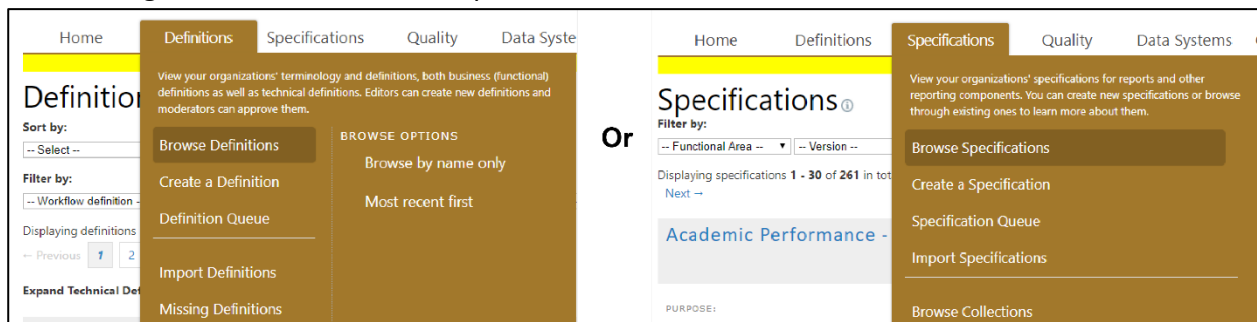 Home Definitions Specifications Quality Data Syste
View your organizations' terminology and definitions, both business (functional)
definitions as well as technical definitions. Editors can create new definitions and
moderators can approve them.
Definition
Sort by:
-- Select --
Filter by:
-- Workflow definition -
Displaying definitions
← Previous 1 2
Expand Technical Def
Browse Definitions
Create a Definition
Definition Queue
Import Definitions
Missing Definitions
BROWSE OPTIONS
Browse by name only
Most recent first
Or
Home Definitions Specifications Quality Data Systems
View your organizations' specifications for reports and other
reporting components. You can create new specifications or browse
through existing ones to learn more about them.
Specifications
Filter by:
-- Functional Area -- -- Version --
Displaying specifications 1 - 30 of 261 in tot
Next →
Academic Performance -
PURPOSE:
Browse Specifications
Create a Specification
Specification Queue
Import Specifications
Browse Collections